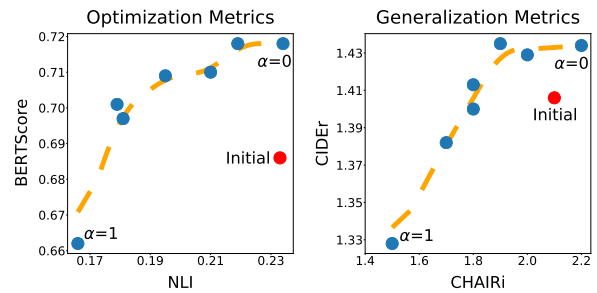 Optimization Metrics
BERTScore
0.72
0.71
0.70
0.69
0.68
0.67
0.66
α=0
Initial
α=1
0.17
0.19
0.21
0.23
NLI
Generalization Metrics
CIDEr
1.43
1.41
1.39
1.37
1.35
1.33
α=0
Initial
α=1
1.4
1.6
1.8
2.0
2.2
CHAIRi